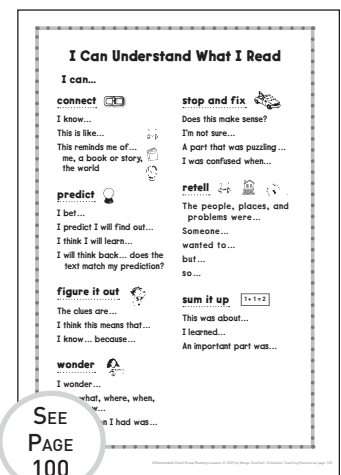 I Can Understand What I Read
I can...
connect
I know...
This is like...
This reminds me of...
me, a book or story,
the world
predict
I bet...
I predict I will find out...
I think I will learn...
I will think back... does the
text match my prediction?
figure it out
The clues are...
I think this means that...
I know... because...
wonder
I wonder...
what, where, when,
I had was...
stop and fix
Does this make sense?
I'm not sure...
A part that was puzzling...
I was confused when...
retell
The people, places, and
problems were...
Someone...
wanted to...
but...
so...
sum it up
1 + 1 = 2
This was about...
I learned...
An important part was...
SEE
PAGE
100